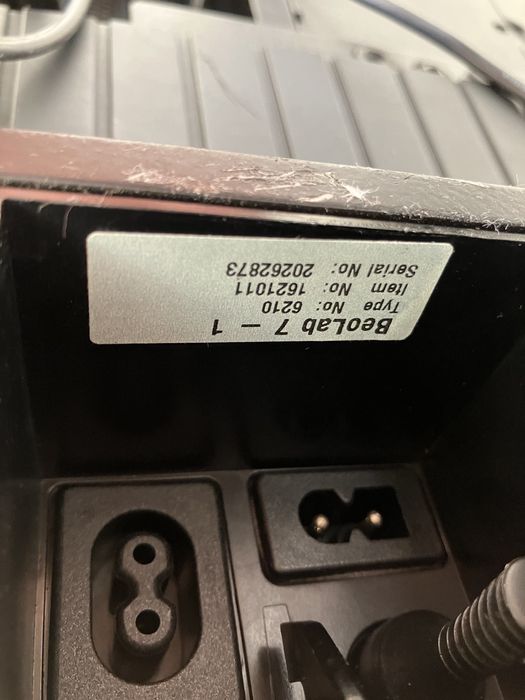 BeoLab 7 - 1
Type No: 6210
Item No: 1621011
Serial No: 20262873